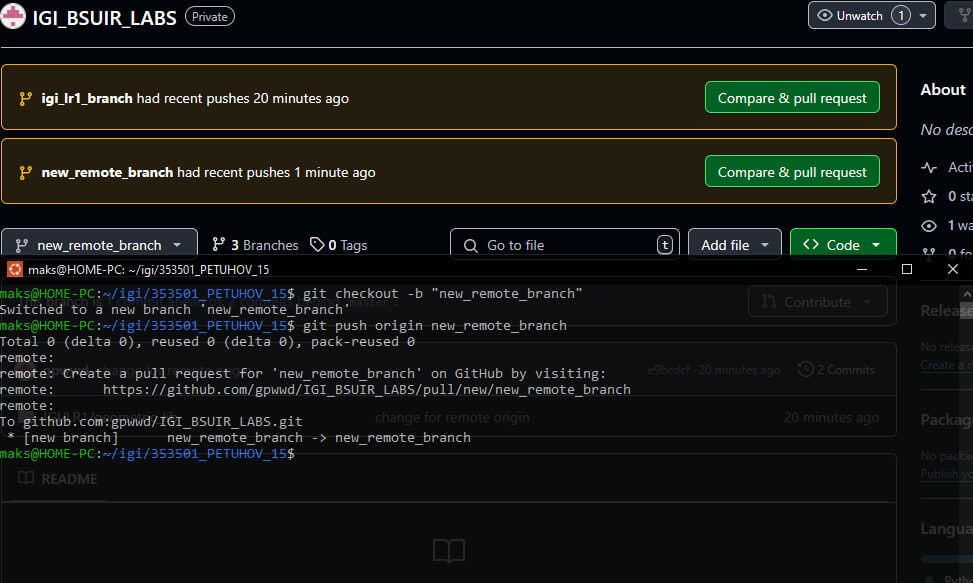 IGI_BSUIR_LABS Private
Unwatch 1
igi_lr1_branch had recent pushes 20 minutes ago
Compare & pull request
new_remote_branch had recent pushes 1 minute ago
Compare & pull request
About
No desc
Acti
0 sta
1 wa
0 fo
new_remote_branch
3 Branches
0 Tags
Go to file
t
Add file
Code
maks@HOME-PC: ~/igi/353501_PETUHOV_15
maks@HOME-PC:~/igi/353501_PETUHOV_15$ git checkout -b "new_remote_branch"
Switched to a new branch 'new_remote_branch'
maks@HOME-PC:~/igi/353501_PETUHOV_15$ git push origin new_remote_branch
Total 0 (delta 0), reused 0 (delta 0), pack-reused 0
remote:
remote: Create a pull request for 'new_remote_branch' on GitHub by visiting:
remote:      https://github.com/gpwwd/IGI_BSUIR_LABS/pull/new/new_remote_branch
remote:
To github.com:gpwwd/IGI_BSUIR_LABS.git
 * [new branch]      new_remote_branch -> new_remote_branch
maks@HOME-PC:~/igi/353501_PETUHOV_15$
Contribute
e9bcdcf · 20 minutes ago
2 Commits
change for remote origin
20 minutes ago
README
Release
No release
Create a n
Packag
No packag
Publish yo
Langua
Pytho